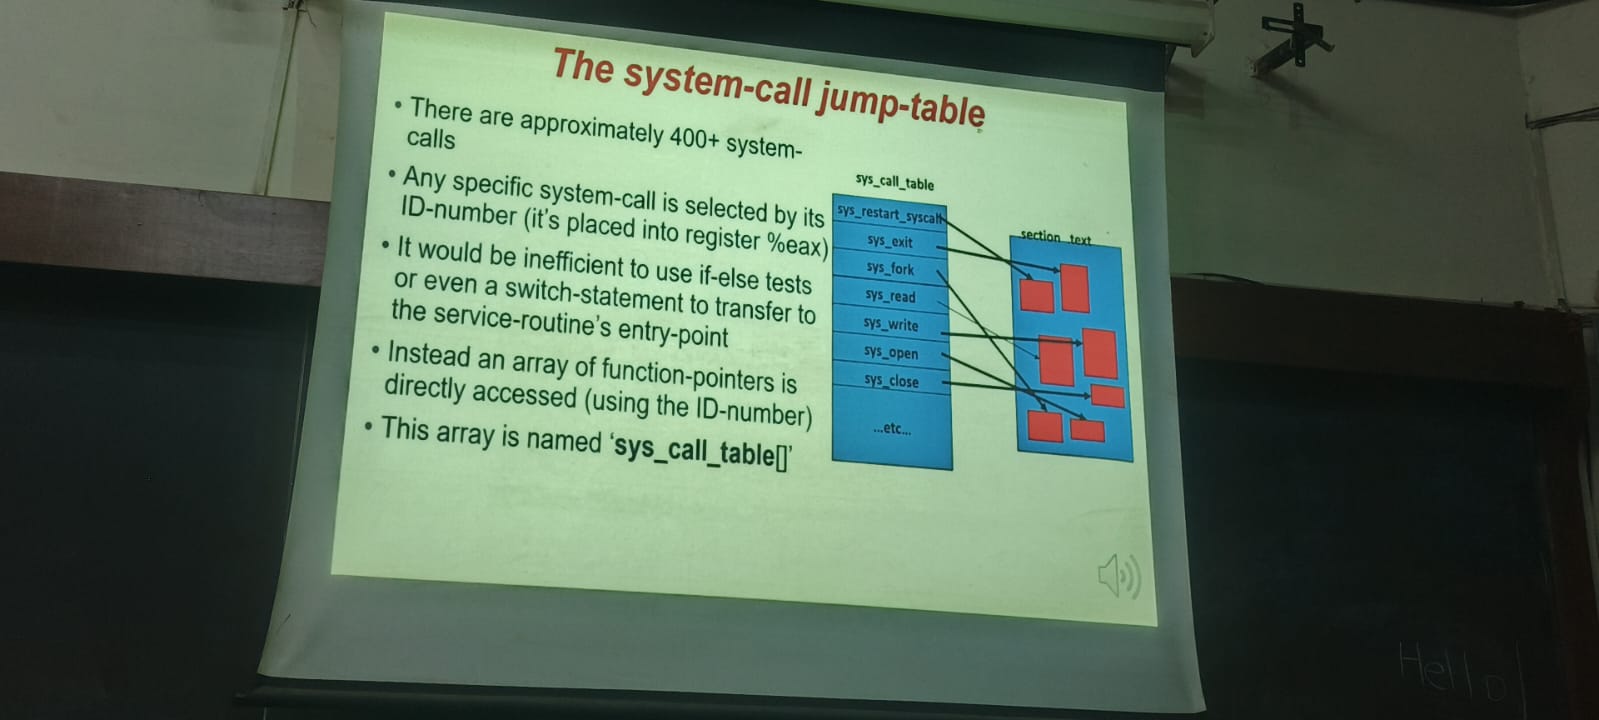 The system-call jump-table
• There are approximately 400+ system-
calls
• Any specific system-call is selected by its
ID-number (it's placed into register %eax)
• It would be inefficient to use if-else tests
or even a switch-statement to transfer to
the service-routine's entry-point
• Instead an array of function-pointers is
directly accessed (using the ID-number)
• This array is named ‘sys_call_table[]’
sys_call_table
sys_restart_syscall
sys_exit
sys_fork
sys_read
sys_write
sys_open
sys_close
...etc...
section .text
Hello!